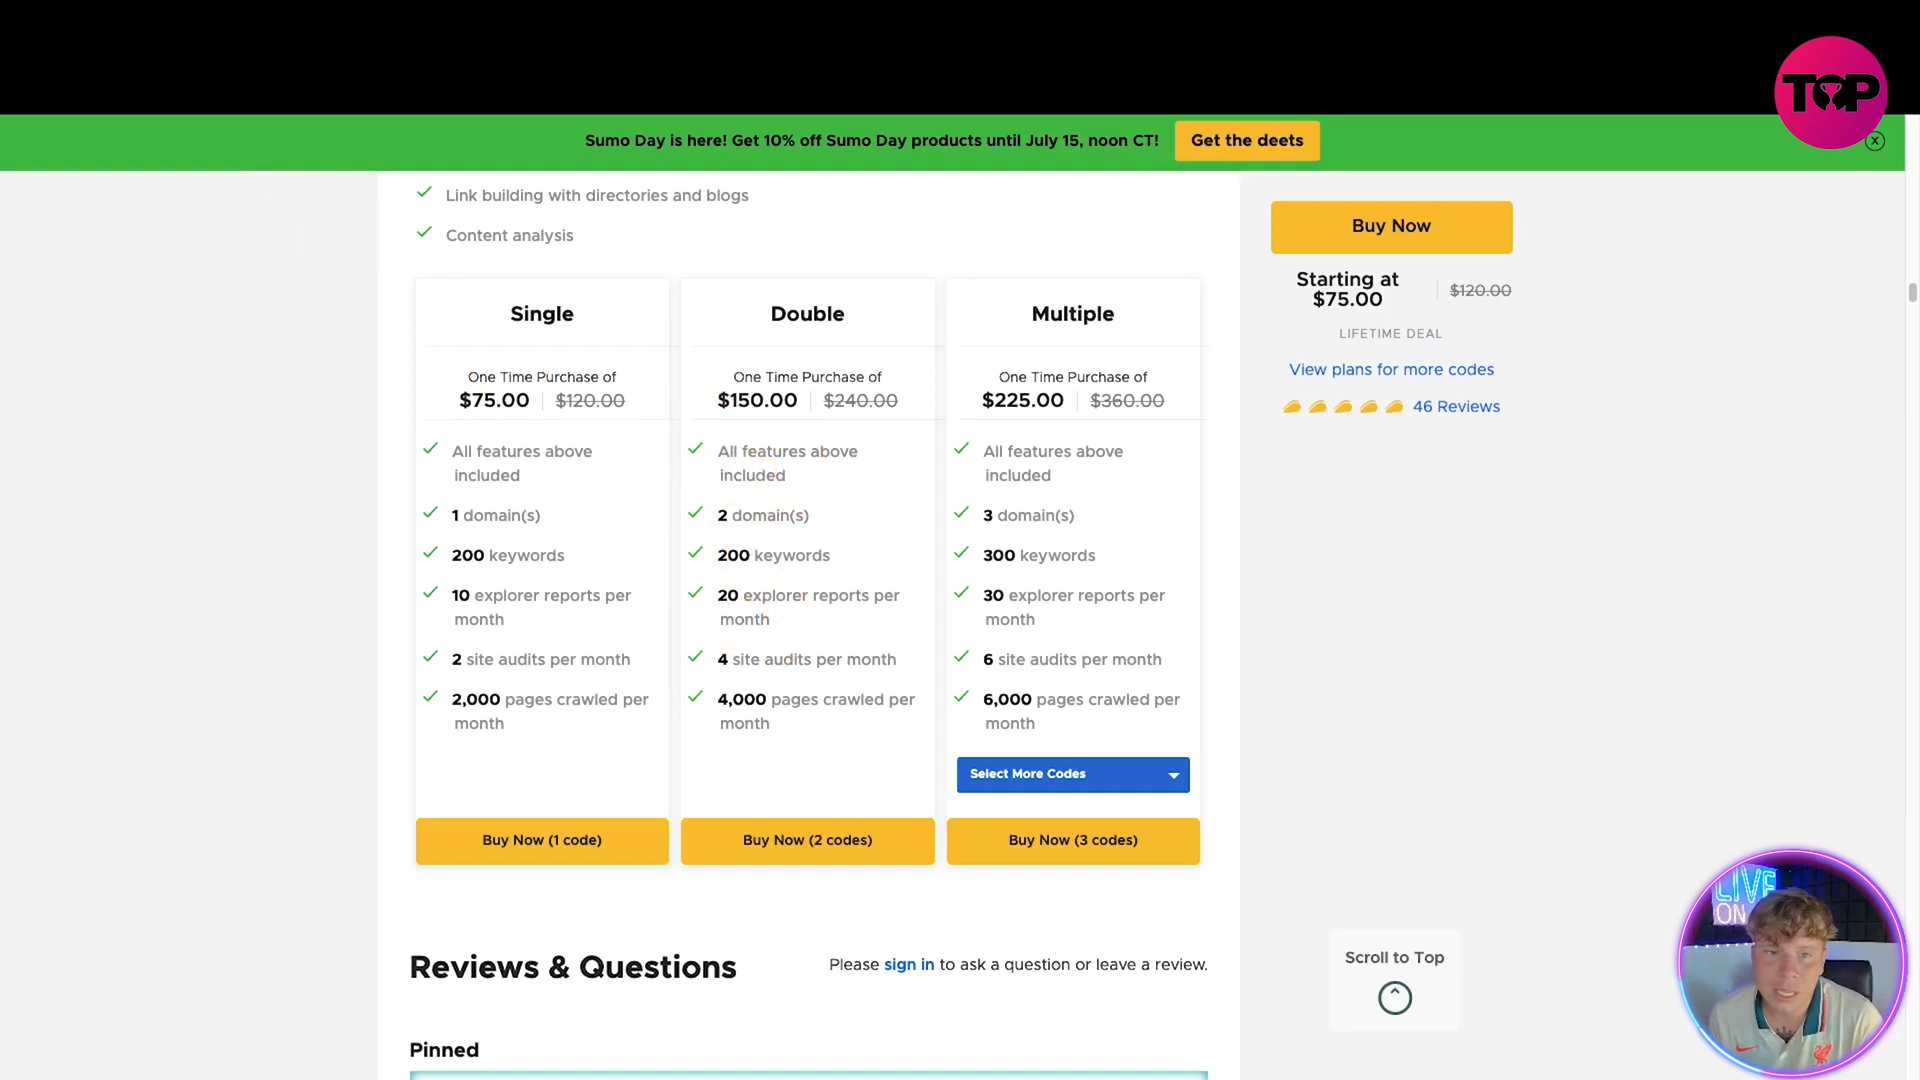 TOP
Sumo Day is here! Get 10% off Sumo Day products until July 15, noon CT!
Get the deets
x
Link building with directories and blogs
Content analysis
Buy Now
Starting at
$75.00
$120.00
LIFETIME DEAL
View plans for more codes
46 Reviews
Single
One Time Purchase of
$75.00 $120.00
All features above
included
1 domain(s)
200 keywords
10 explorer reports per
month
2 site audits per month
2,000 pages crawled per
month
Buy Now (1 code)
Double
One Time Purchase of
$150.00 $240.00
All features above
included
2 domain(s)
200 keywords
20 explorer reports per
month
4 site audits per month
4,000 pages crawled per
month
Buy Now (2 codes)
Multiple
One Time Purchase of
$225.00 $360.00
All features above
included
3 domain(s)
300 keywords
30 explorer reports per
month
6 site audits per month
6,000 pages crawled per
month
Select More Codes
Buy Now (3 codes)
Reviews & Questions
Please sign in to ask a question or leave a review.
Pinned
Scroll to Top
LIVE
ON